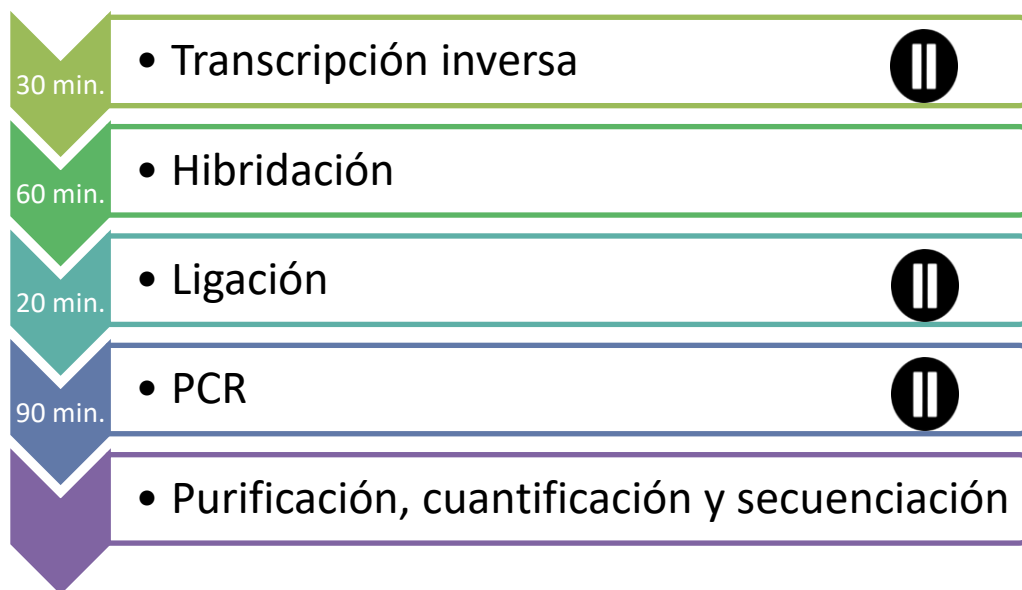 30 min.
• Transcripción inversa
60 min.
• Hibridación
20 min.
• Ligación
90 min.
• PCR
• Purificación, cuantificación y secuenciación